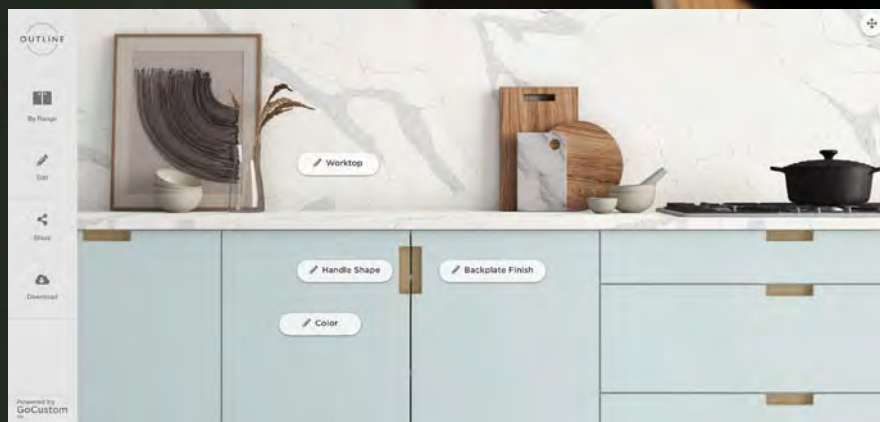 OUTLINE
By Range
Edit
Share
Download
Worktop
Handle Shape
Backplate Finish
Color
Powered by
GoCustom